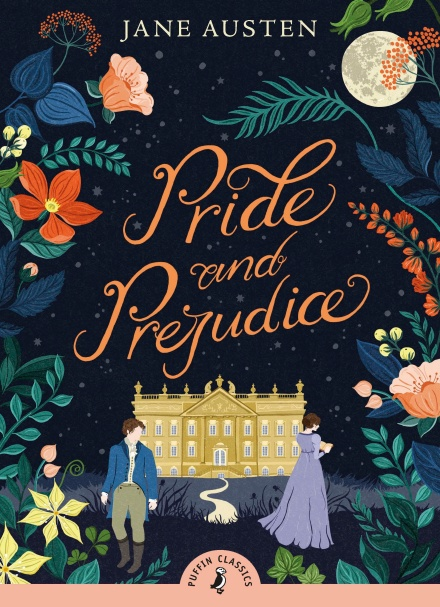 JANE AUSTEN
Pride
and
Prejudice
PUFFIN CLASSICS